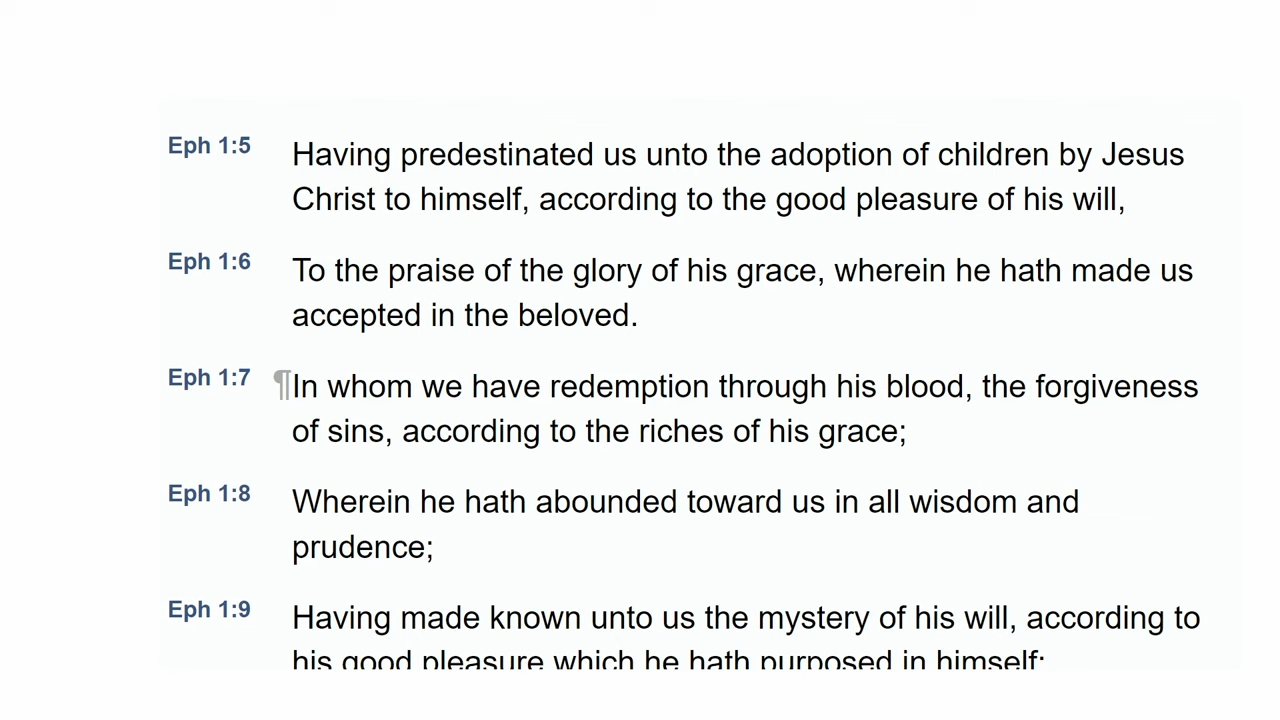 Eph 1:5 Having predestinated us unto the adoption of children by Jesus
Christ to himself, according to the good pleasure of his will,
Eph 1:6 To the praise of the glory of his grace, wherein he hath made us
accepted in the beloved.
Eph 1:7 ¶In whom we have redemption through his blood, the forgiveness
of sins, according to the riches of his grace;
Eph 1:8 Wherein he hath abounded toward us in all wisdom and
prudence;
Eph 1:9 Having made known unto us the mystery of his will, according to
his good pleasure which he hath purposed in himself: